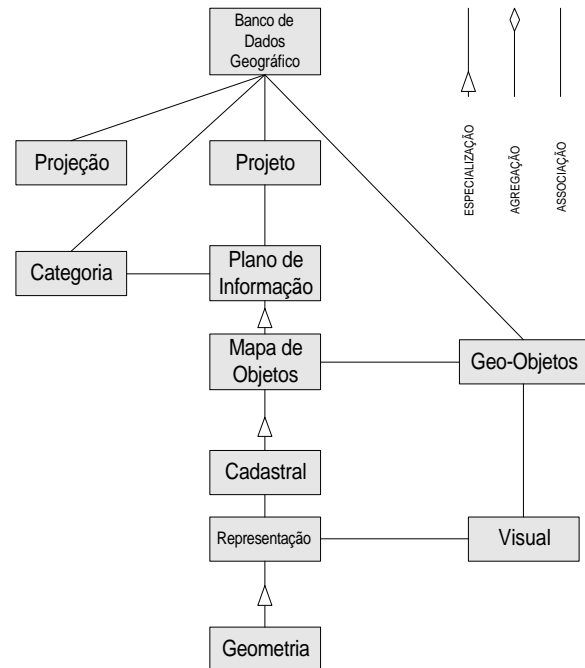 Banco de
Dados
Geográfico
Projeção
Projeto
Categoria
Plano de
Informação
Mapa de
Objetos
Geo-Objetos
Cadastral
Representação
Visual
Geometria
ESPECIALIZAÇÃO
AGREGAÇÃO
ASSOCIAÇÃO